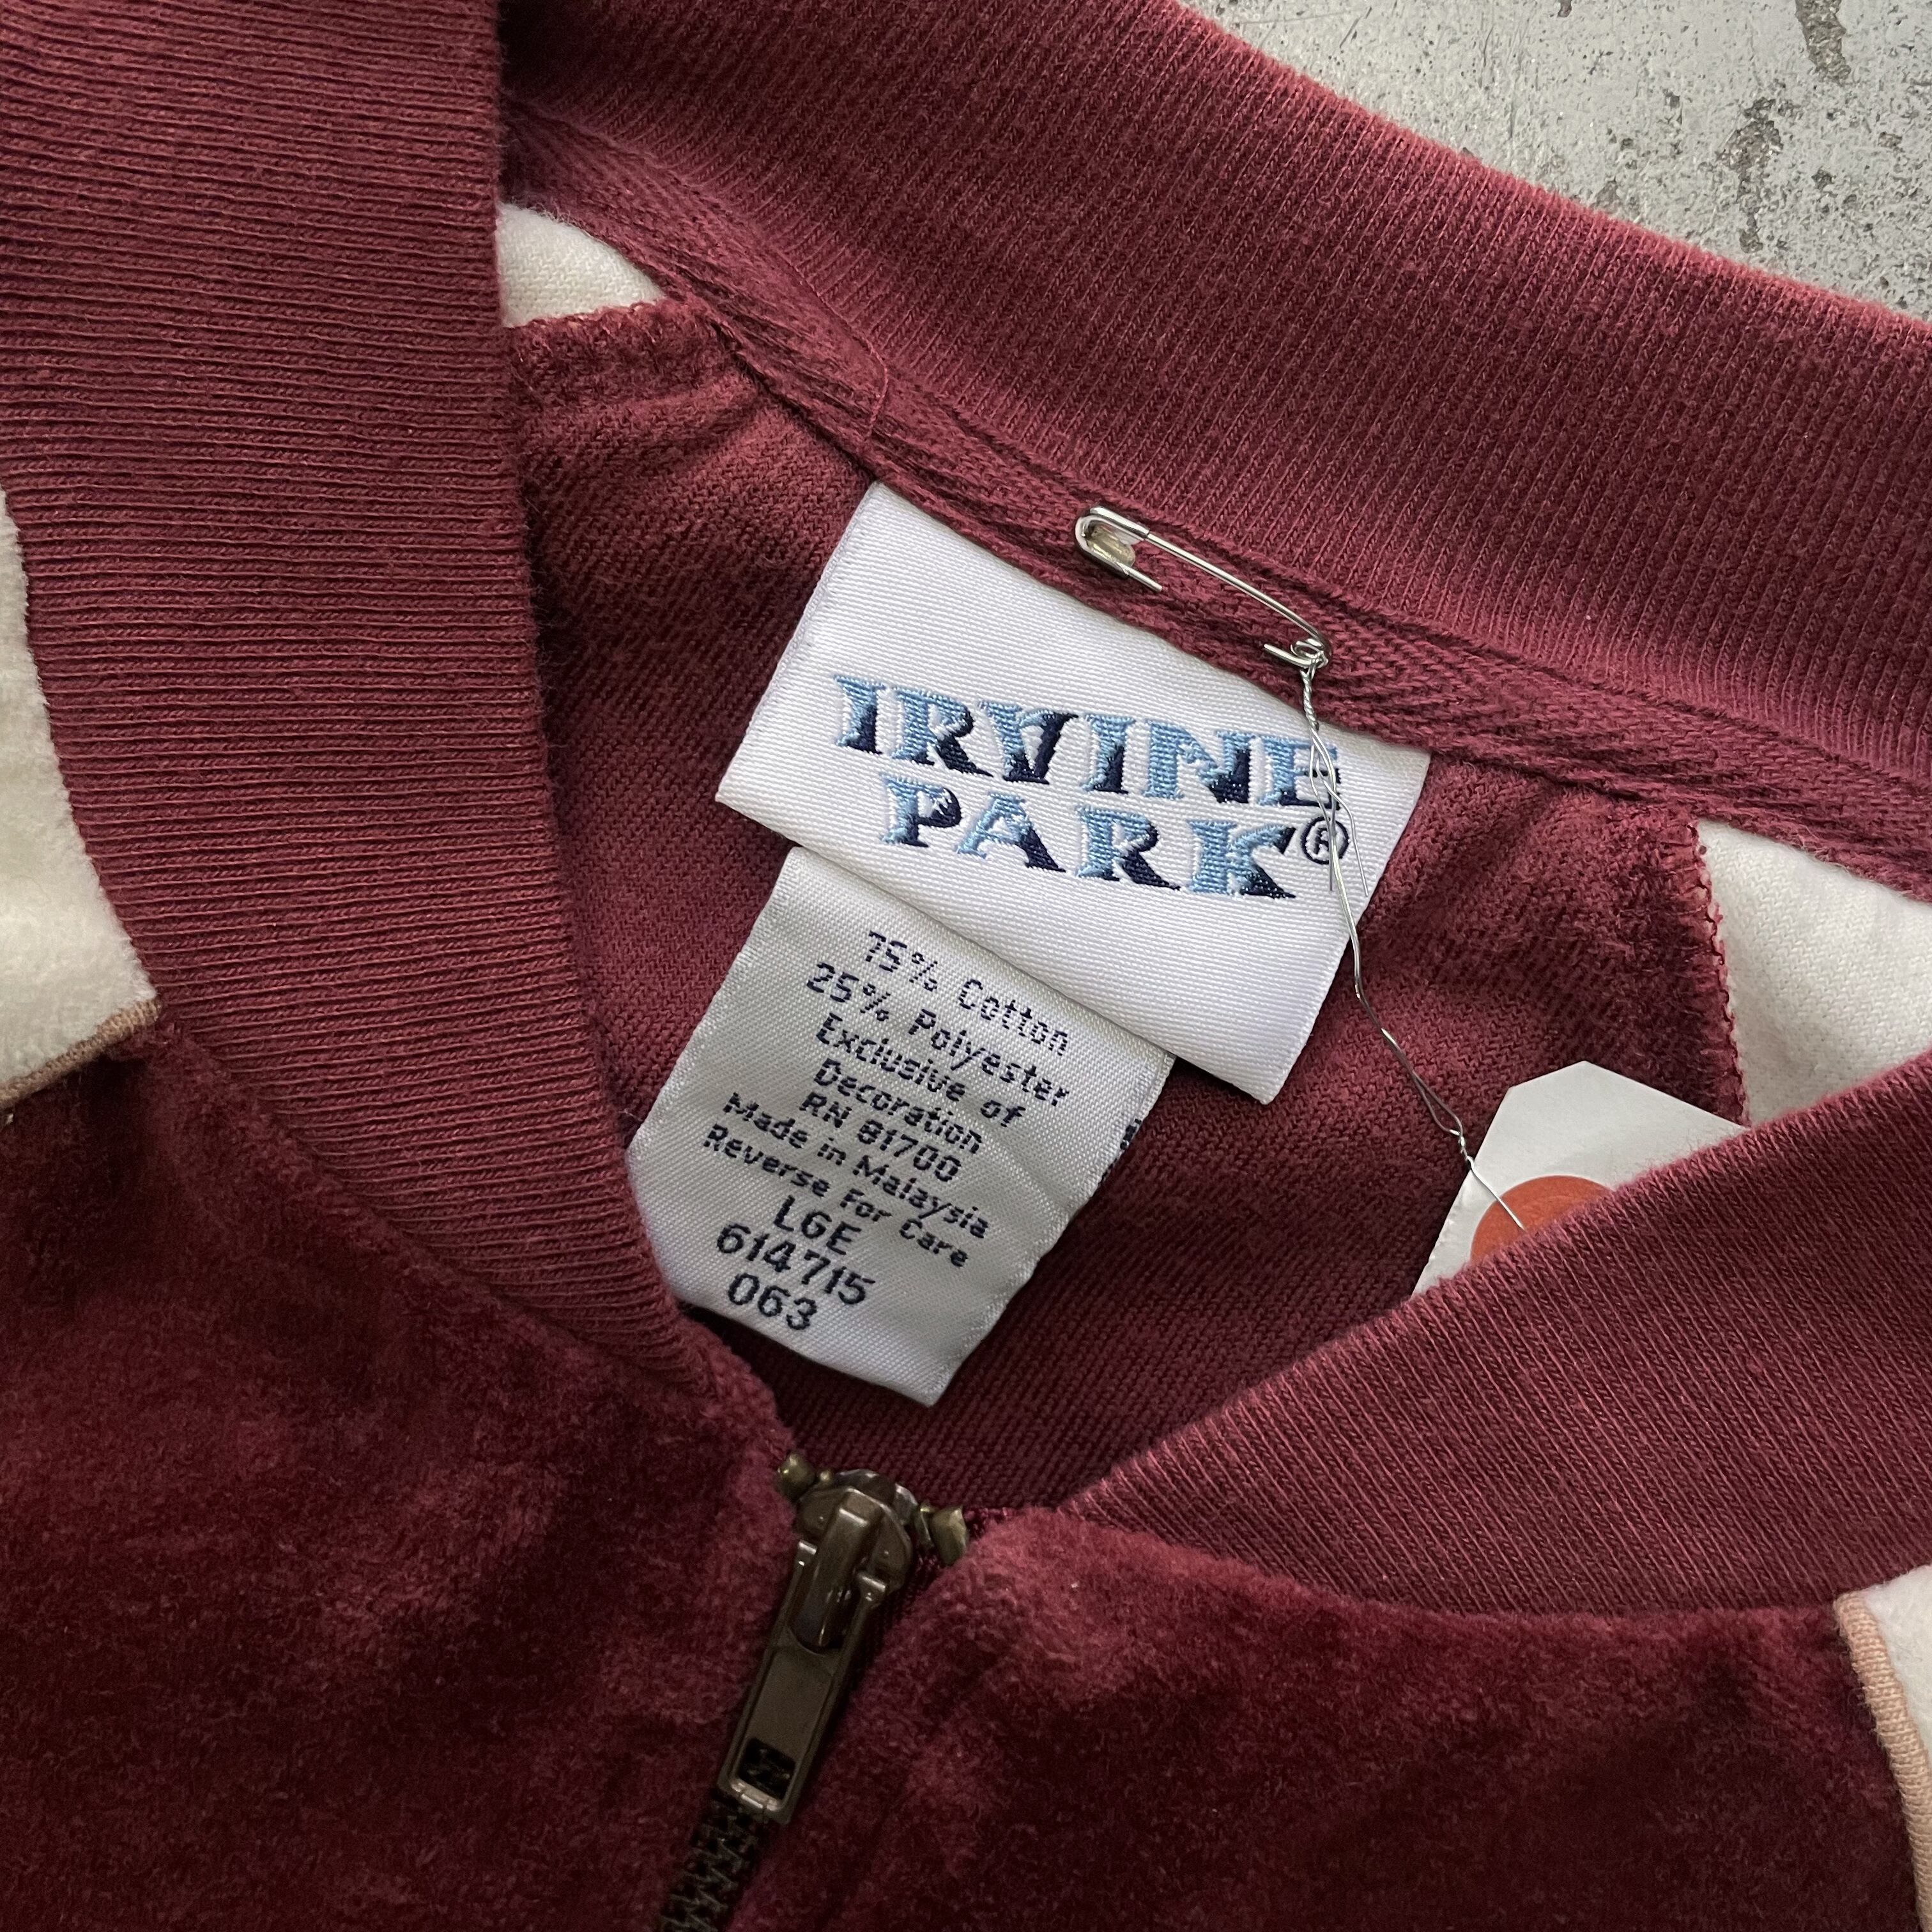 IRVINE
PARK®
75% Cotton
25% Polyester
Exclusive of
Decoration
RN 81700
Made in Malaysia
Reverse For Care
LGE
614715
063